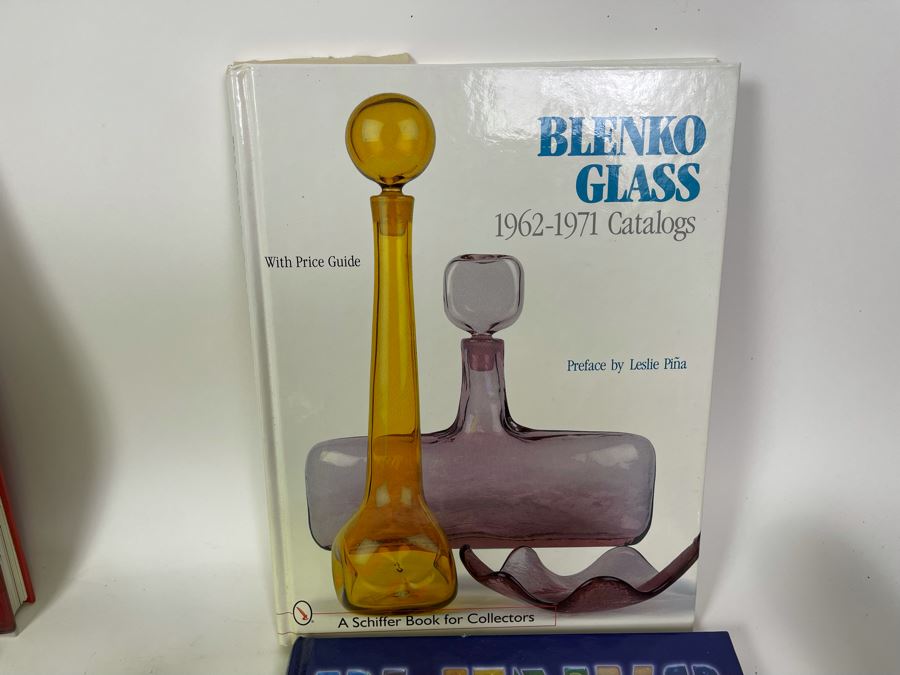 BLENKO
GLASS
1962-1971 Catalogs
With Price Guide
Preface by Leslie Piña
A Schiffer Book for Collectors